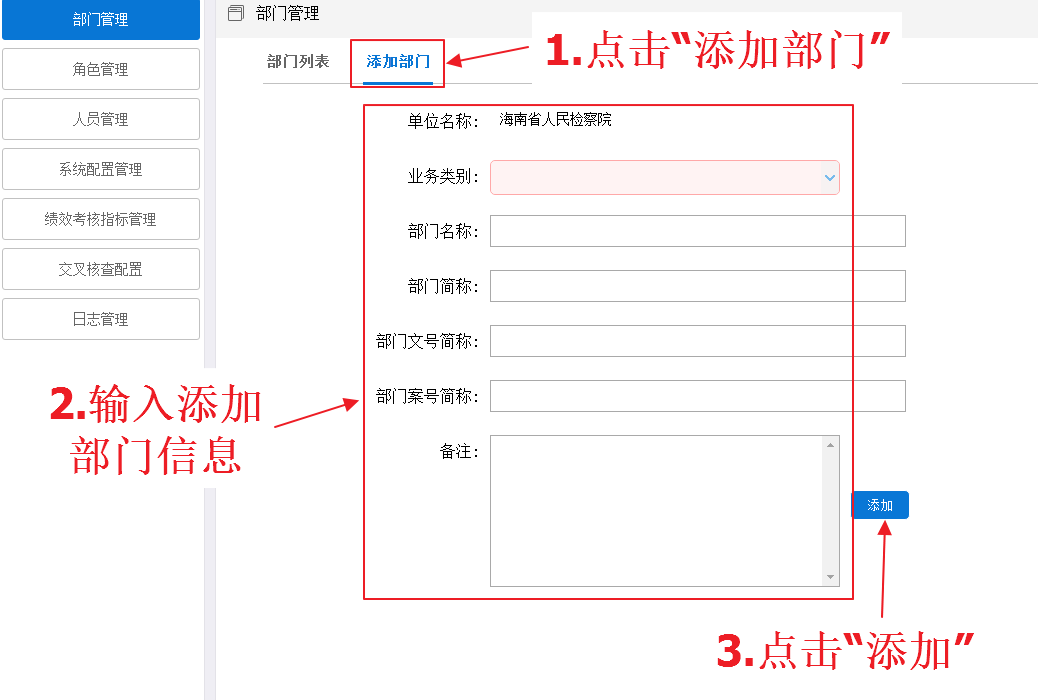 部门管理
角色管理
人员管理
系统配置管理
绩效考核指标管理
交叉核查配置
日志管理
部门管理
部门列表
添加部门
1.点击“添加部门”
单位名称： 海南省人民检察院
业务类别：
部门名称：
部门简称：
部门文号简称：
部门案号简称：
备注：
2.输入添加
部门信息
添加
3.点击“添加”